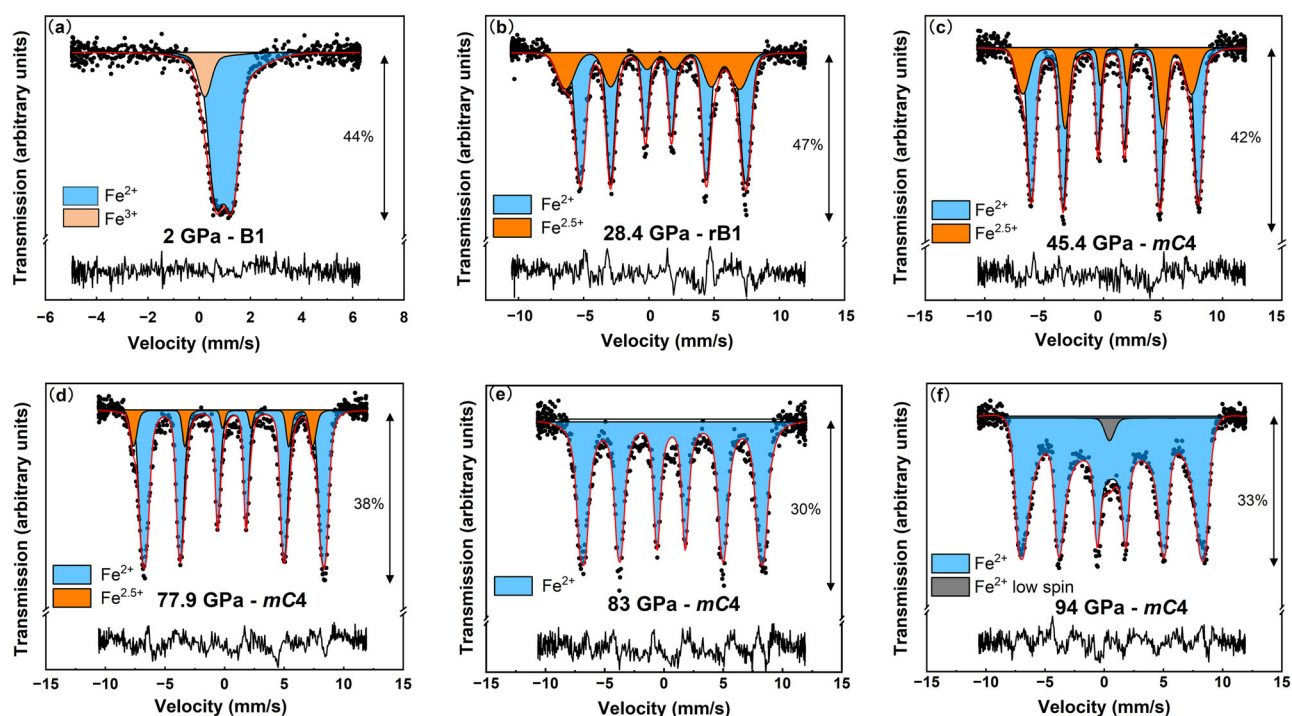 (a)
Transmission (arbitrary units)
44%
Fe²⁺
Fe³⁺
2 GPa - B1
−6 −4 −2 0 2 4 6 8
Velocity (mm/s)
(b)
Transmission (arbitrary units)
47%
Fe²⁺
Fe²·⁵⁺
28.4 GPa - rB1
−15 −10 −5 0 5 10 15
Velocity (mm/s)
(c)
Transmission (arbitrary units)
42%
Fe²⁺
Fe²·⁵⁺
45.4 GPa - mC4
−15 −10 −5 0 5 10 15
Velocity (mm/s)
(d)
Transmission (arbitrary units)
38%
Fe²⁺
Fe²·⁵⁺
77.9 GPa - mC4
−15 −10 −5 0 5 10 15
Velocity (mm/s)
(e)
Transmission (arbitrary units)
30%
Fe²⁺
83 GPa - mC4
−15 −10 −5 0 5 10 15
Velocity (mm/s)
(f)
Transmission (arbitrary units)
33%
Fe²⁺
Fe²⁺ low spin
94 GPa - mC4
−15 −10 −5 0 5 10 15
Velocity (mm/s)